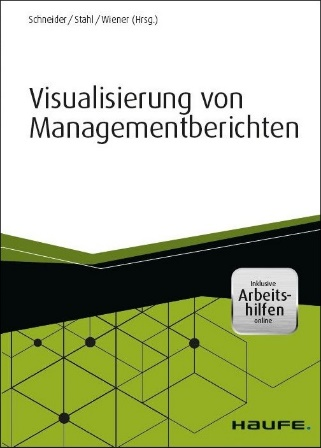 Schneider / Stahl / Wiener (Hrsg.)
Visualisierung von
Managementberichten
Inklusive
Arbeits-
hilfen
online
HAUFE.